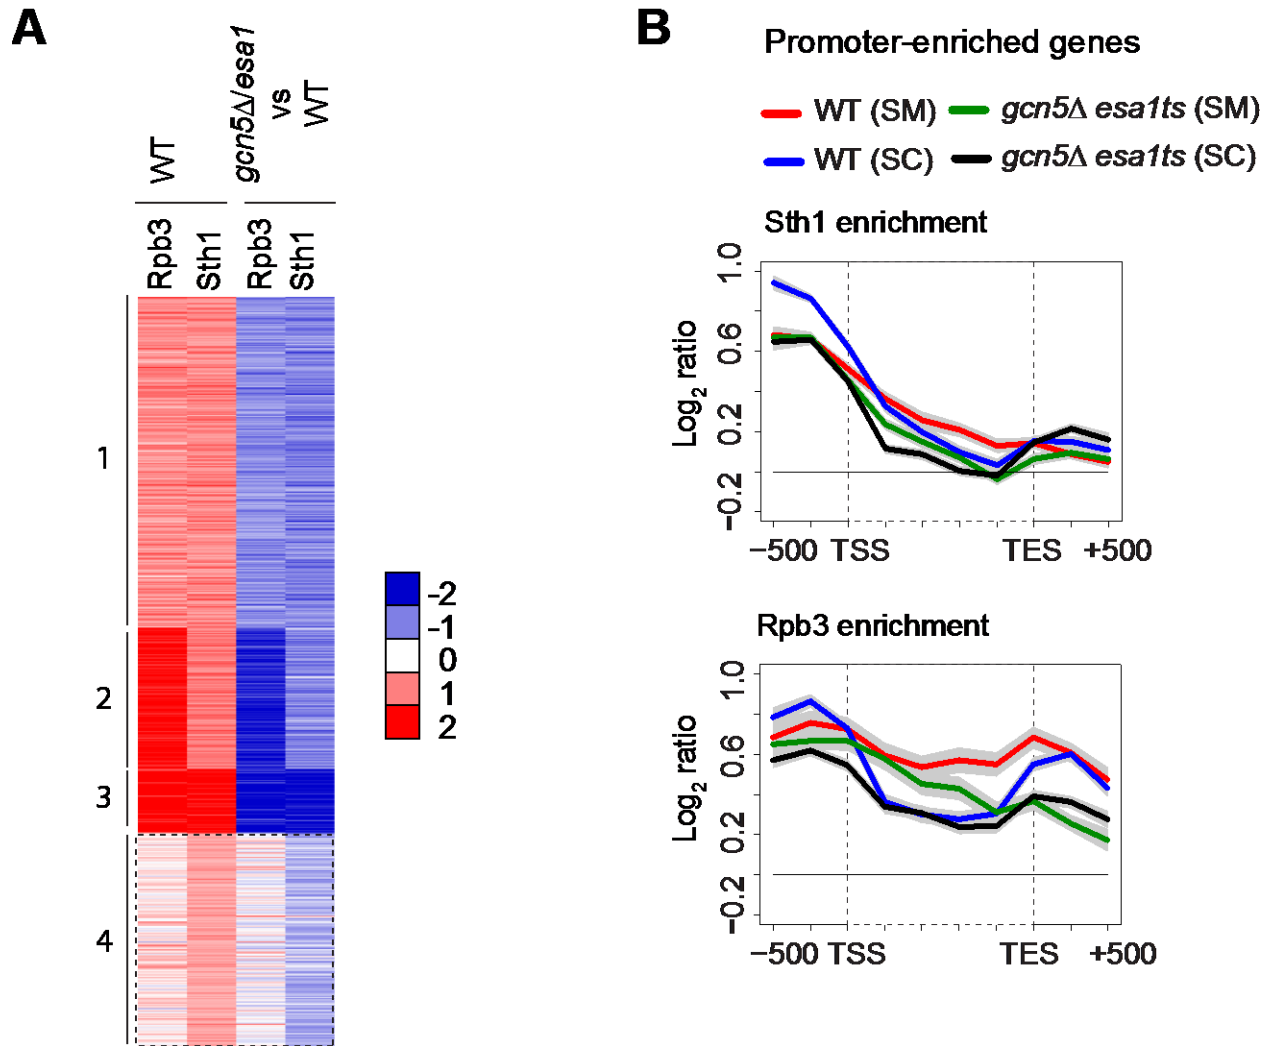 A
B
WT
gcn5Δ/esa1
vs
WT
Rpb3
Sth1
Rpb3
Sth1
1
2
3
4
-2
-1
0
1
2
Promoter-enriched genes
WT (SM)
gcn5Δ esa1ts (SM)
WT (SC)
gcn5Δ esa1ts (SC)
Sth1 enrichment
Log2 ratio
1.0
0.6
0.2
−0.2
−500 TSS TES +500
Rpb3 enrichment
Log2 ratio
1.0
0.6
0.2
−0.2
−500 TSS TES +500